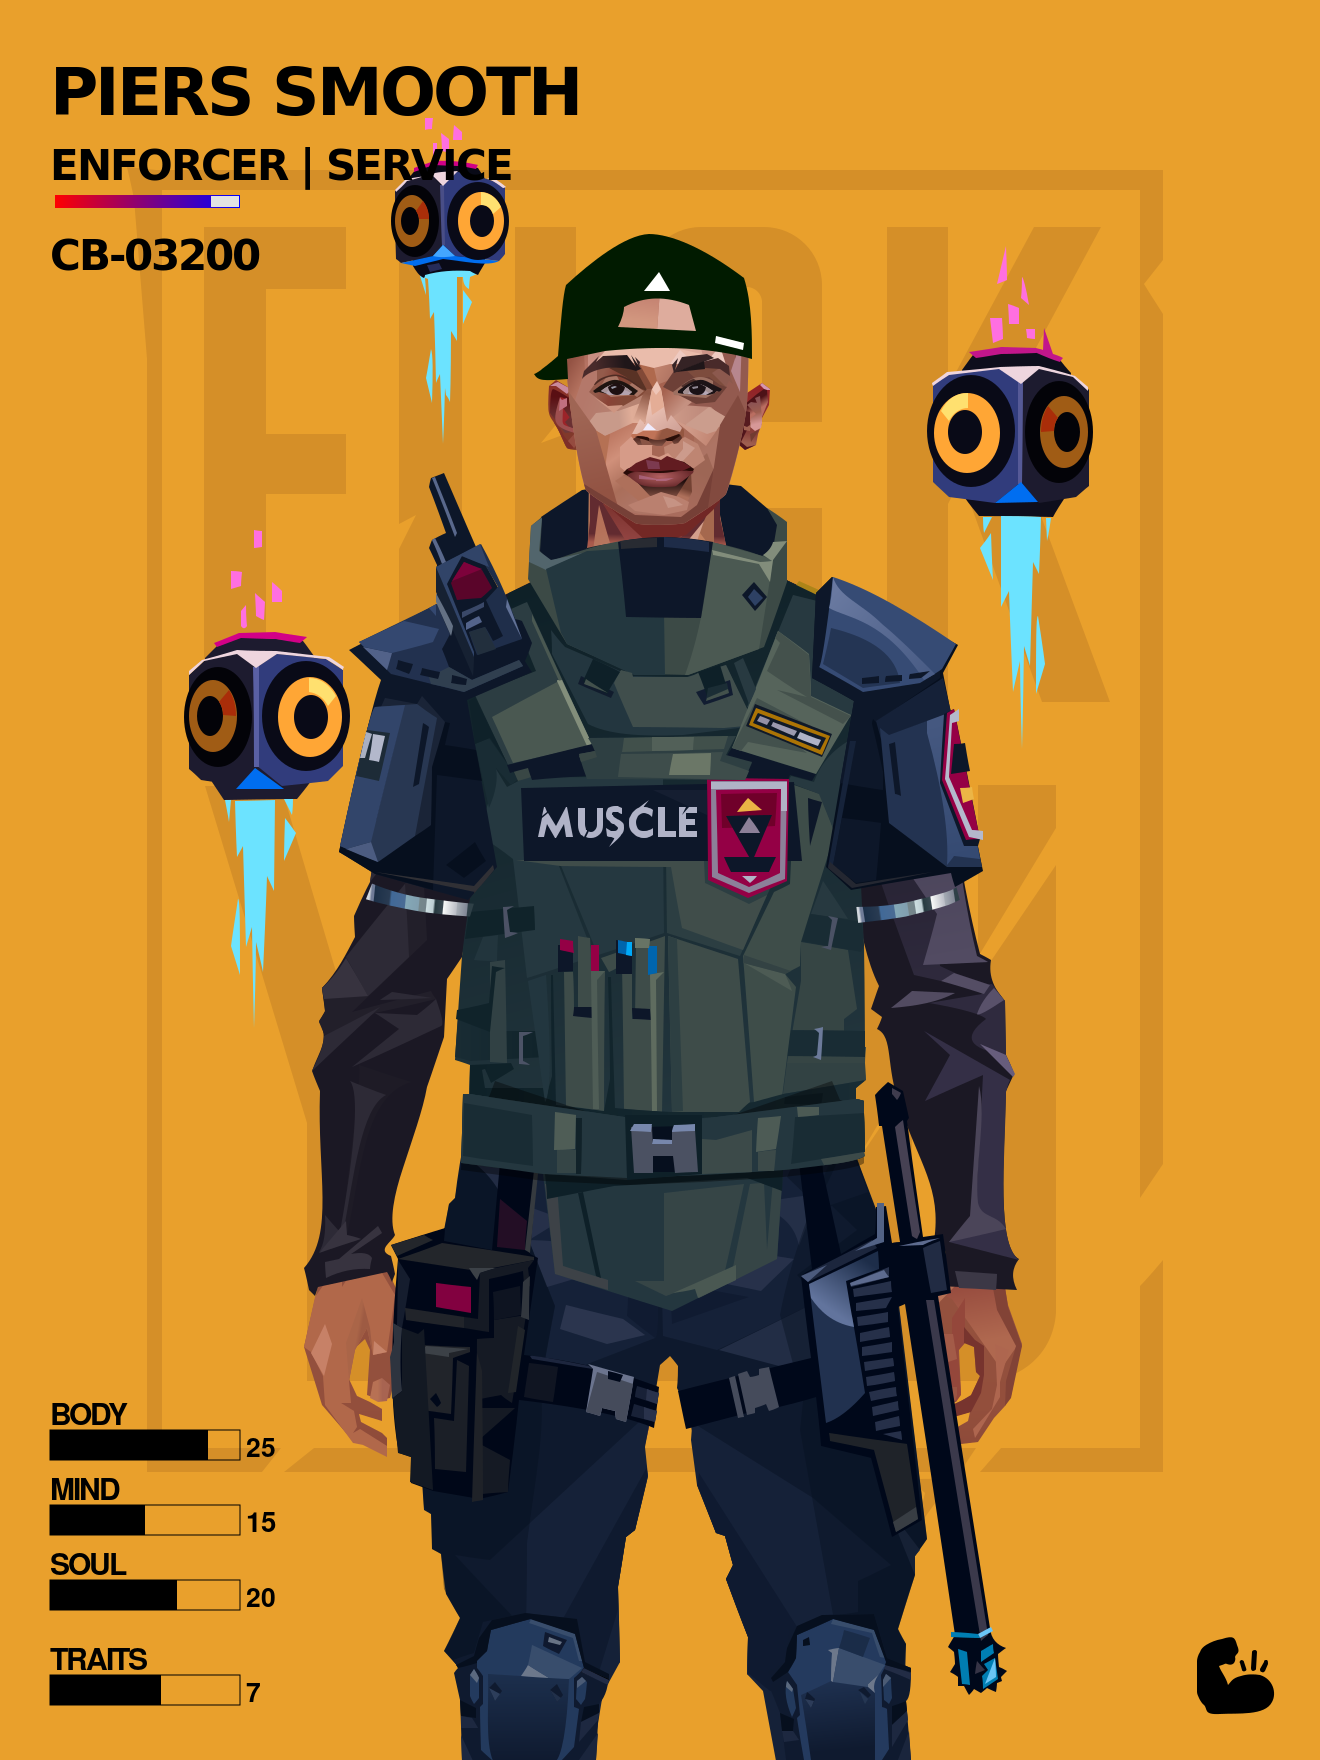 PIERS SMOOTH
ENFORCER | SERVICE
CB-03200
MUSCLE
BODY
25
MIND
15
SOUL
20
TRAITS
7